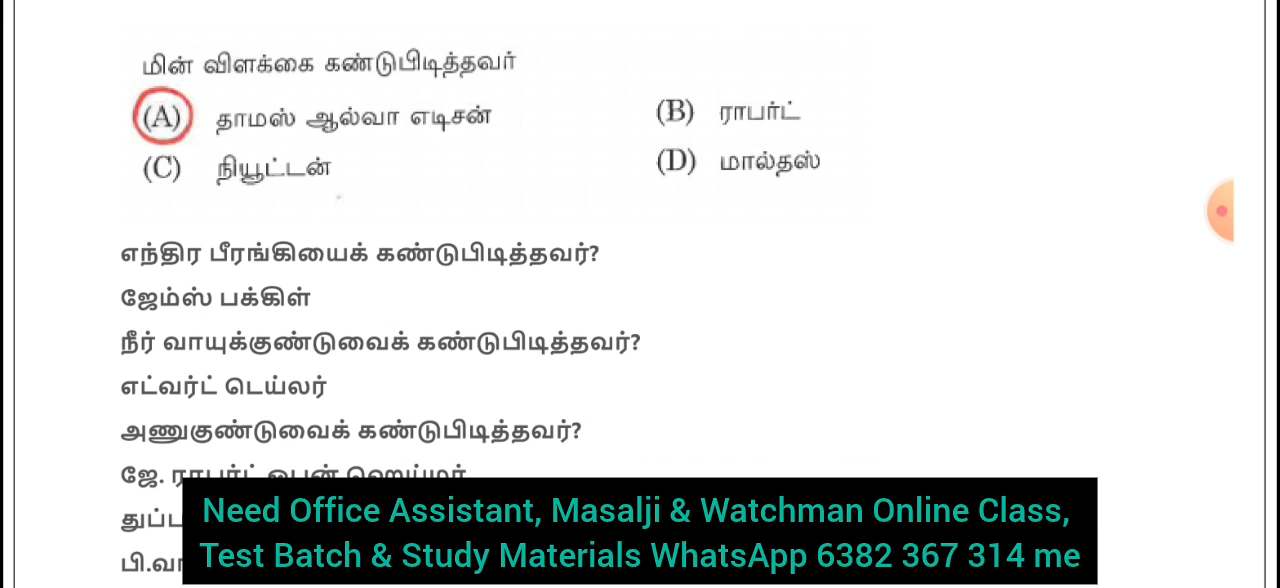 மின் விளக்கை கண்டுபிடித்தவர்
(A) தாமஸ் ஆல்வா எடிசன் (B) ராபர்ட்
(C) நியூட்டன் (D) மால்தஸ்
எந்திர பீரங்கியைக் கண்டுபிடித்தவர்?
ஜேம்ஸ் பக்கிள்
நீர் வாயுக்குண்டுவைக் கண்டுபிடித்தவர்?
எட்வர்ட் டெய்லர்
அணுகுண்டுவைக் கண்டுபிடித்தவர்?
ஜே.
Need Office Assistant, Masalji & Watchman Online Class,
Test Batch & Study Materials WhatsApp 6382 367 314 me